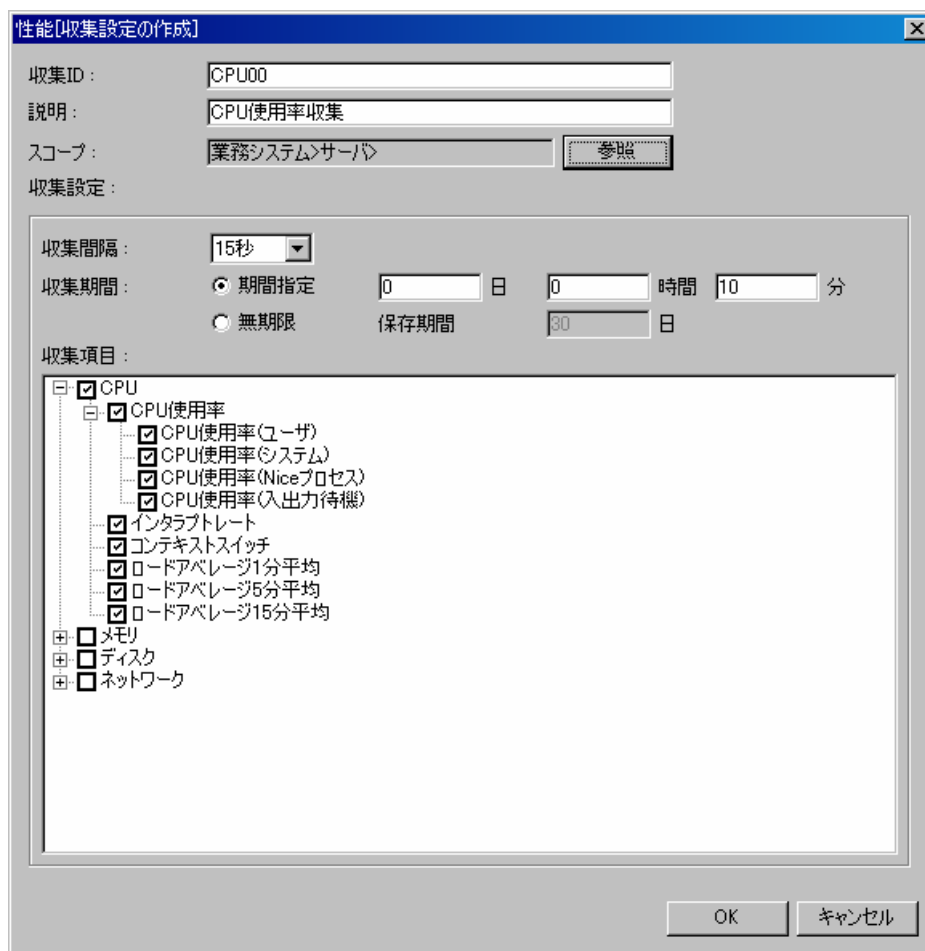 性能[収集設定の作成]
収集ID：
CPU00
説明：
CPU使用率収集
スコープ：
業務システム>サーバ>
参照
収集設定：
収集間隔：
15秒
収集期間：
期間指定 0 日 0 時間 10 分
無期限 保存期間 30 日
収集項目：
CPU
CPU使用率
CPU使用率(ユーザ)
CPU使用率(システム)
CPU使用率(Niceプロセス)
CPU使用率(入出力待機)
インタラプトレート
コンテキストスイッチ
ロードアベレージ1分平均
ロードアベレージ5分平均
ロードアベレージ15分平均
メモリ
ディスク
ネットワーク
OK キャンセル